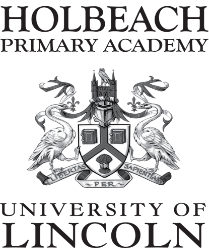 HOLBEACH
PRIMARY ACADEMY
PER
UNIVERSITY OF
LINCOLN